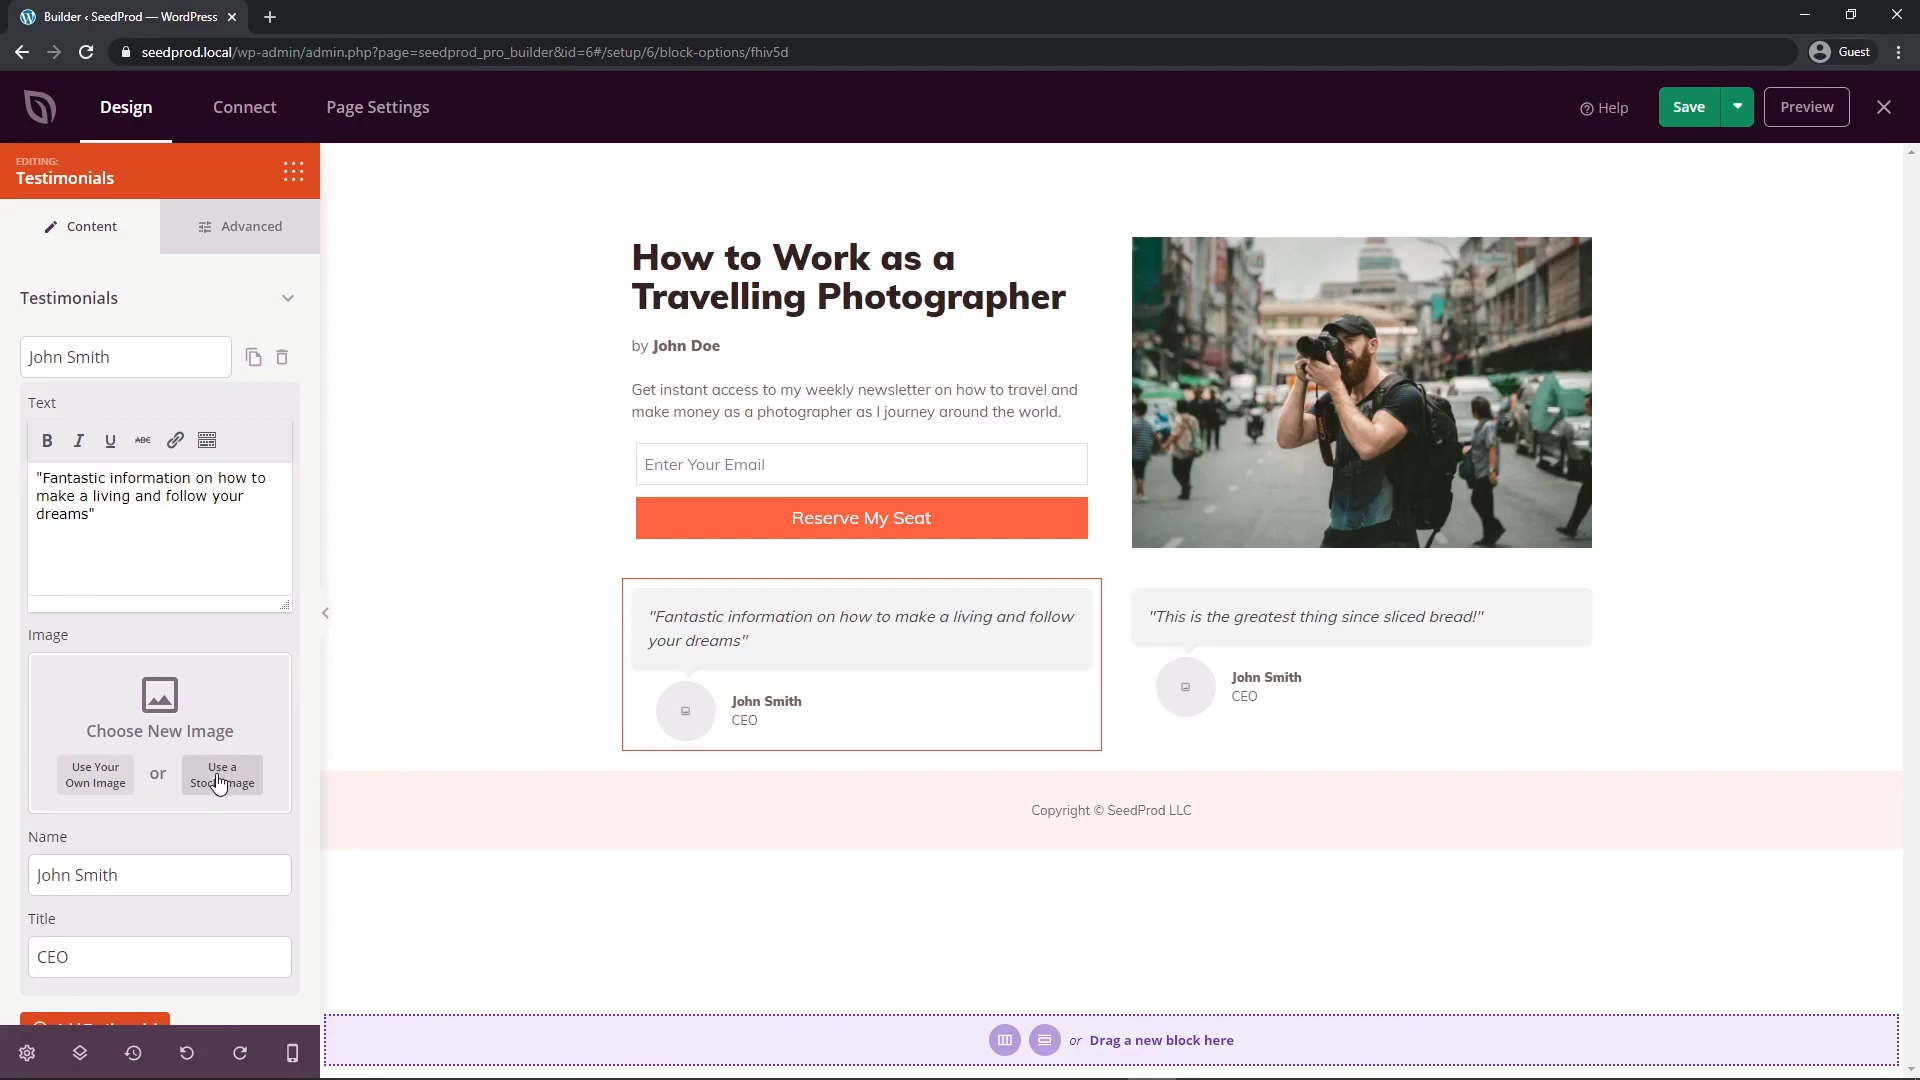 Builder ‹ SeedProd — WordPress
seedprod.local/wp-admin/admin.php?page=seedprod_pro_builder&id=6#/setup/6/block-options/fhiv5d
Guest
Design
Connect
Page Settings
Help
Save
Preview
EDITING:
Testimonials
Content
Advanced
Testimonials
John Smith
Text
B I U ABC
"Fantastic information on how to
make a living and follow your
dreams"
Image
Choose New Image
Use Your
Own Image
or
Use a
Stock Image
Name
John Smith
Title
CEO
How to Work as a
Travelling Photographer
by John Doe
Get instant access to my weekly newsletter on how to travel and
make money as a photographer as I journey around the world.
Enter Your Email
Reserve My Seat
"Fantastic information on how to make a living and follow
your dreams"
John Smith
CEO
"This is the greatest thing since sliced bread!"
John Smith
CEO
Copyright © SeedProd LLC
or Drag a new block here